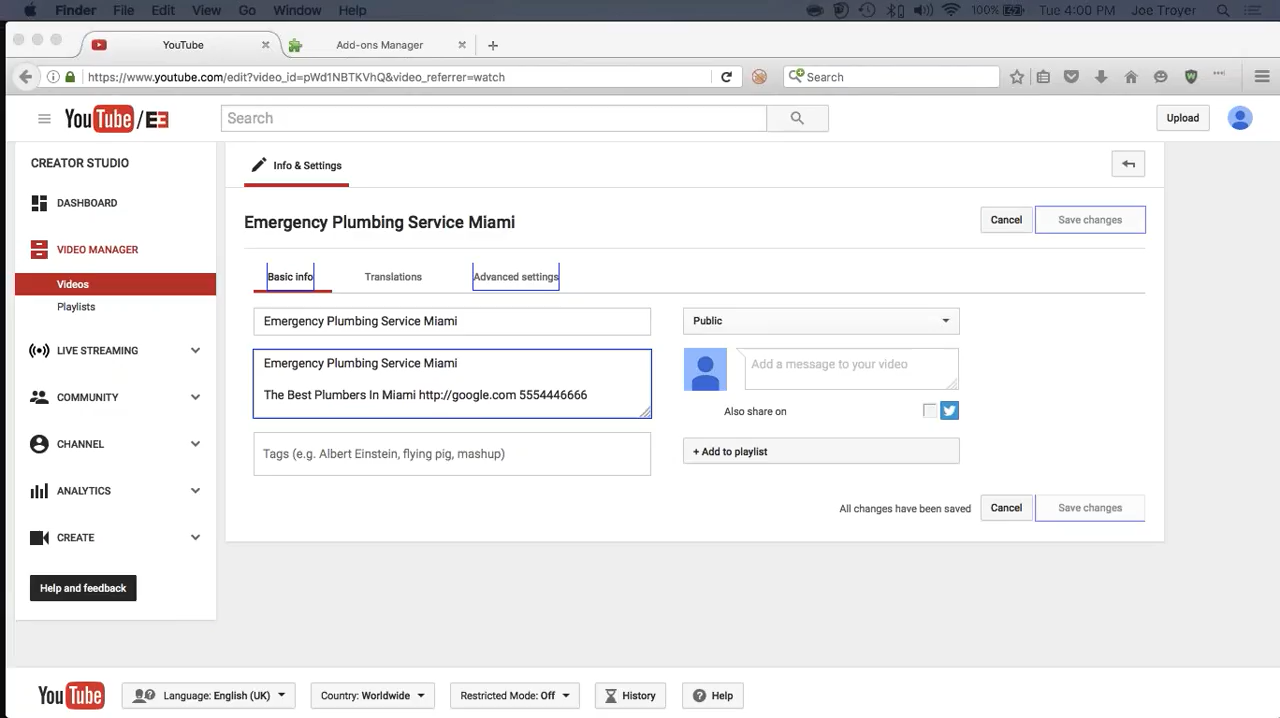 Finder File Edit View Go Window Help 100% Tue 4:00 PM Joe Troyer
YouTube Add-ons Manager
https://www.youtube.com/edit?video_id=pWd1NBTKVhQ&video_referrer=watch Search
YouTube / E3 Search Upload
CREATOR STUDIO
DASHBOARD
VIDEO MANAGER
Videos
Playlists
LIVE STREAMING
COMMUNITY
CHANNEL
ANALYTICS
CREATE
Help and feedback
Info & Settings
Emergency Plumbing Service Miami Cancel Save changes
Basic info Translations Advanced settings
Emergency Plumbing Service Miami
Emergency Plumbing Service Miami
The Best Plumbers In Miami http://google.com 5554446666
Tags (e.g. Albert Einstein, flying pig, mashup)
Public
Add a message to your video
Also share on
+ Add to playlist
All changes have been saved Cancel Save changes
YouTube Language: English (UK) Country: Worldwide Restricted Mode: Off History Help